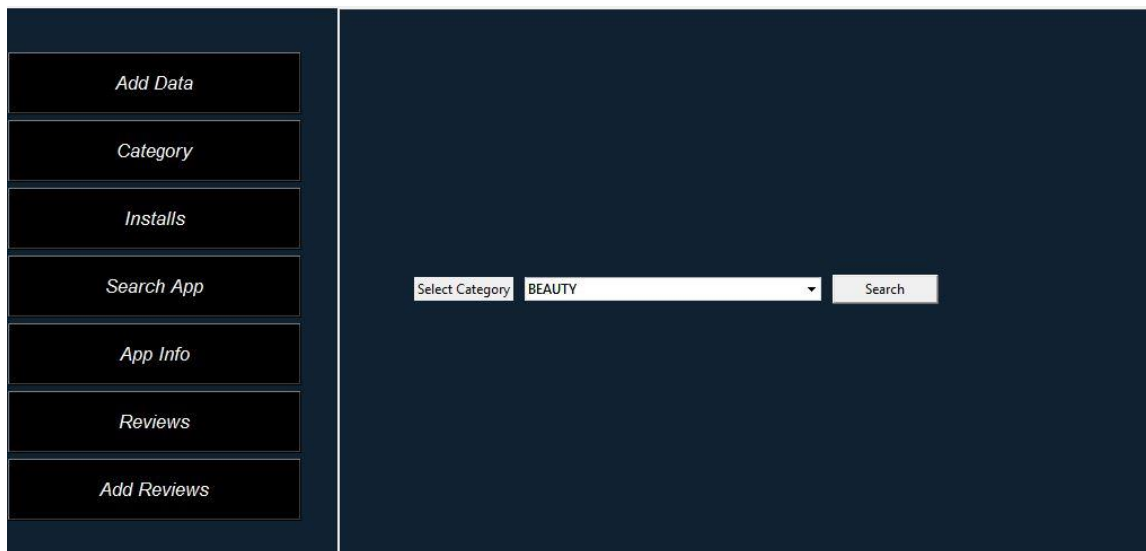 Add Data
Category
Installs
Search App
App Info
Reviews
Add Reviews
Select Category BEAUTY Search